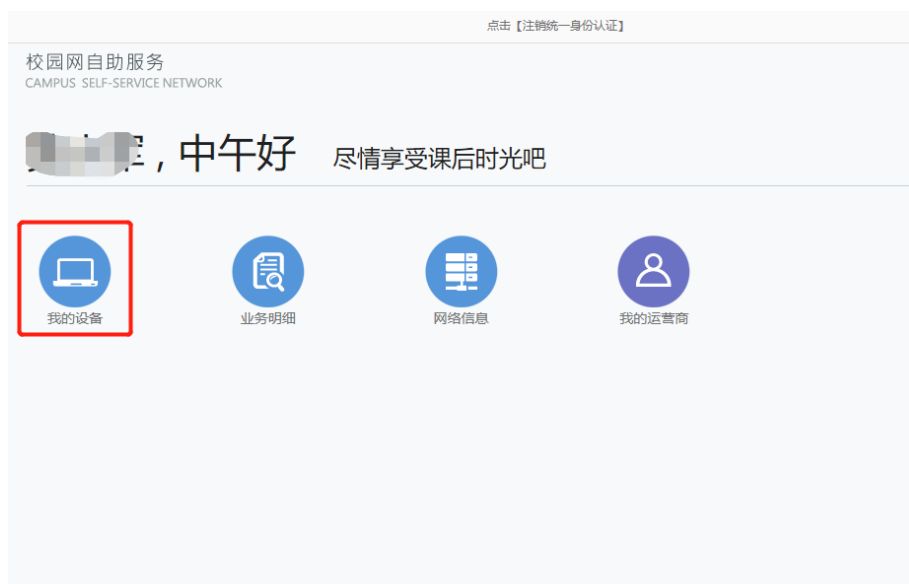 点击【注销统一身份认证】
校园网自助服务
CAMPUS SELF-SERVICE NETWORK
，中午好 尽情享受课后时光吧
我的设备 业务明细 网络信息 我的运营商